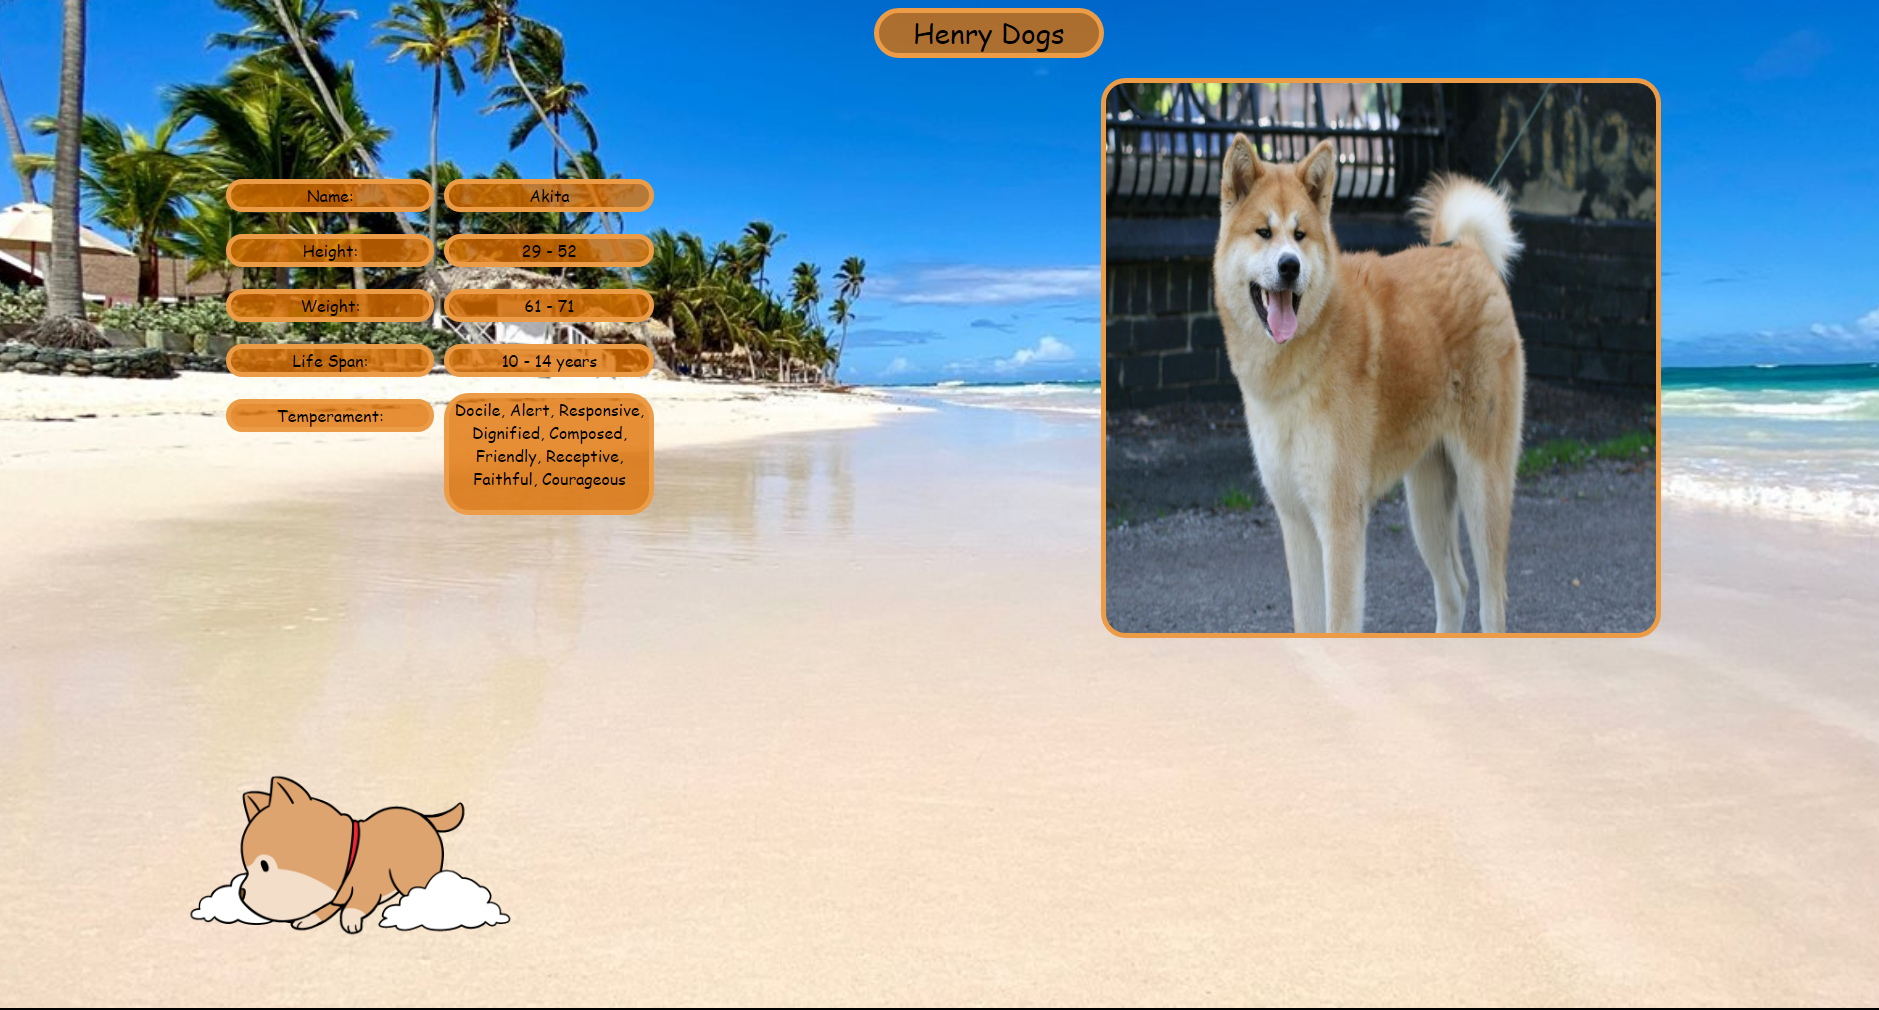 Henry Dogs
Name: Akita
Height: 29 - 52
Weight: 61 - 71
Life Span: 10 - 14 years
Temperament: Docile, Alert, Responsive,
Dignified, Composed,
Friendly, Receptive,
Faithful, Courageous